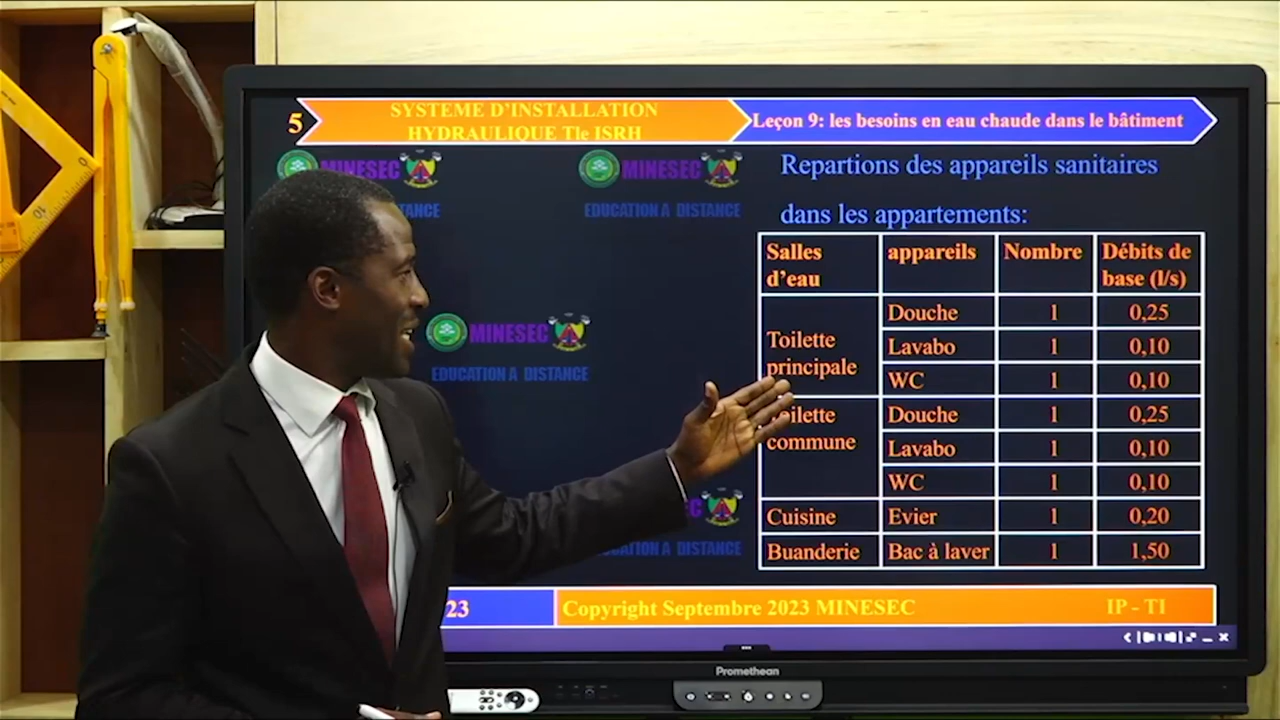 5
SYSTEME D'INSTALLATION
HYDRAULIQUE Tle ISRH
Leçon 9: les besoins en eau chaude dans le bâtiment
MINESEC
MINESEC
EDUCATION A DISTANCE
Repartions des appareils sanitaires
dans les appartements:
MINESEC
EDUCATION A DISTANCE
Salles d'eau appareils Nombre Débits de base (l/s)
Toilette principale Douche 1 0,25
Lavabo 1 0,10
WC 1 0,10
commune Douche 1 0,25
Lavabo 1 0,10
WC 1 0,10
Cuisine Evier 1 0,20
Buanderie Bac à laver 1 1,50
DISTANCE
23
Copyright Septembre 2023 MINESEC
IP - TI
Promethean